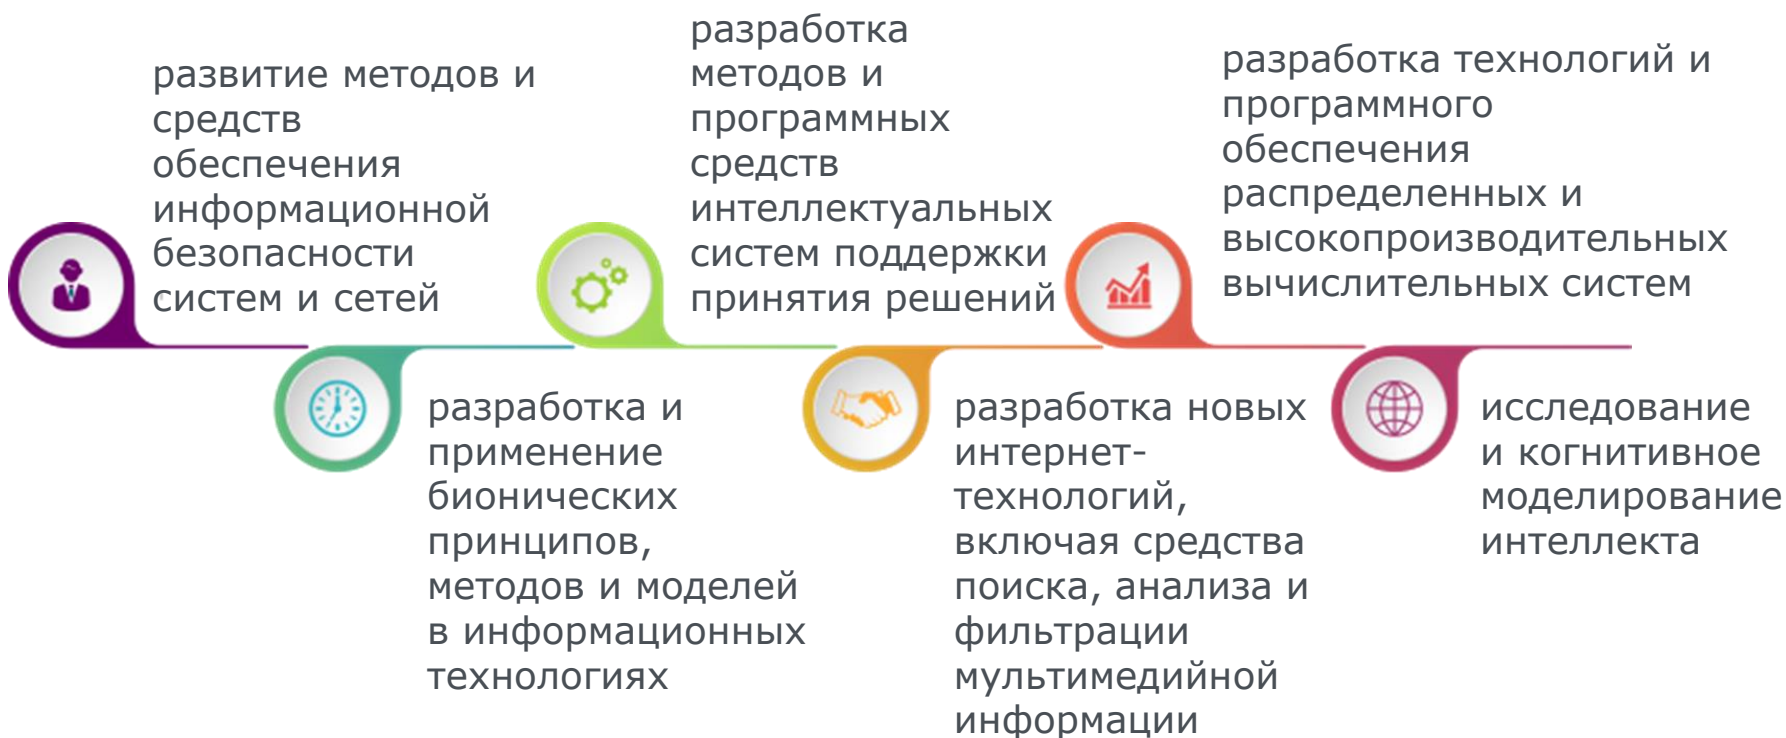 развитие методов и
средств
обеспечения
информационной
безопасности
систем и сетей
разработка и
применение
бионических
принципов,
методов и моделей
в информационных
технологиях
разработка
методов и
программных
средств
интеллектуальных
систем поддержки
принятия решений
разработка новых
интернет-
технологий,
включая средства
поиска, анализа и
фильтрации
мультимедийной
информации
разработка технологий и
программного
обеспечения
распределенных и
высокопроизводительных
вычислительных систем
исследование
и когнитивное
моделирование
интеллекта